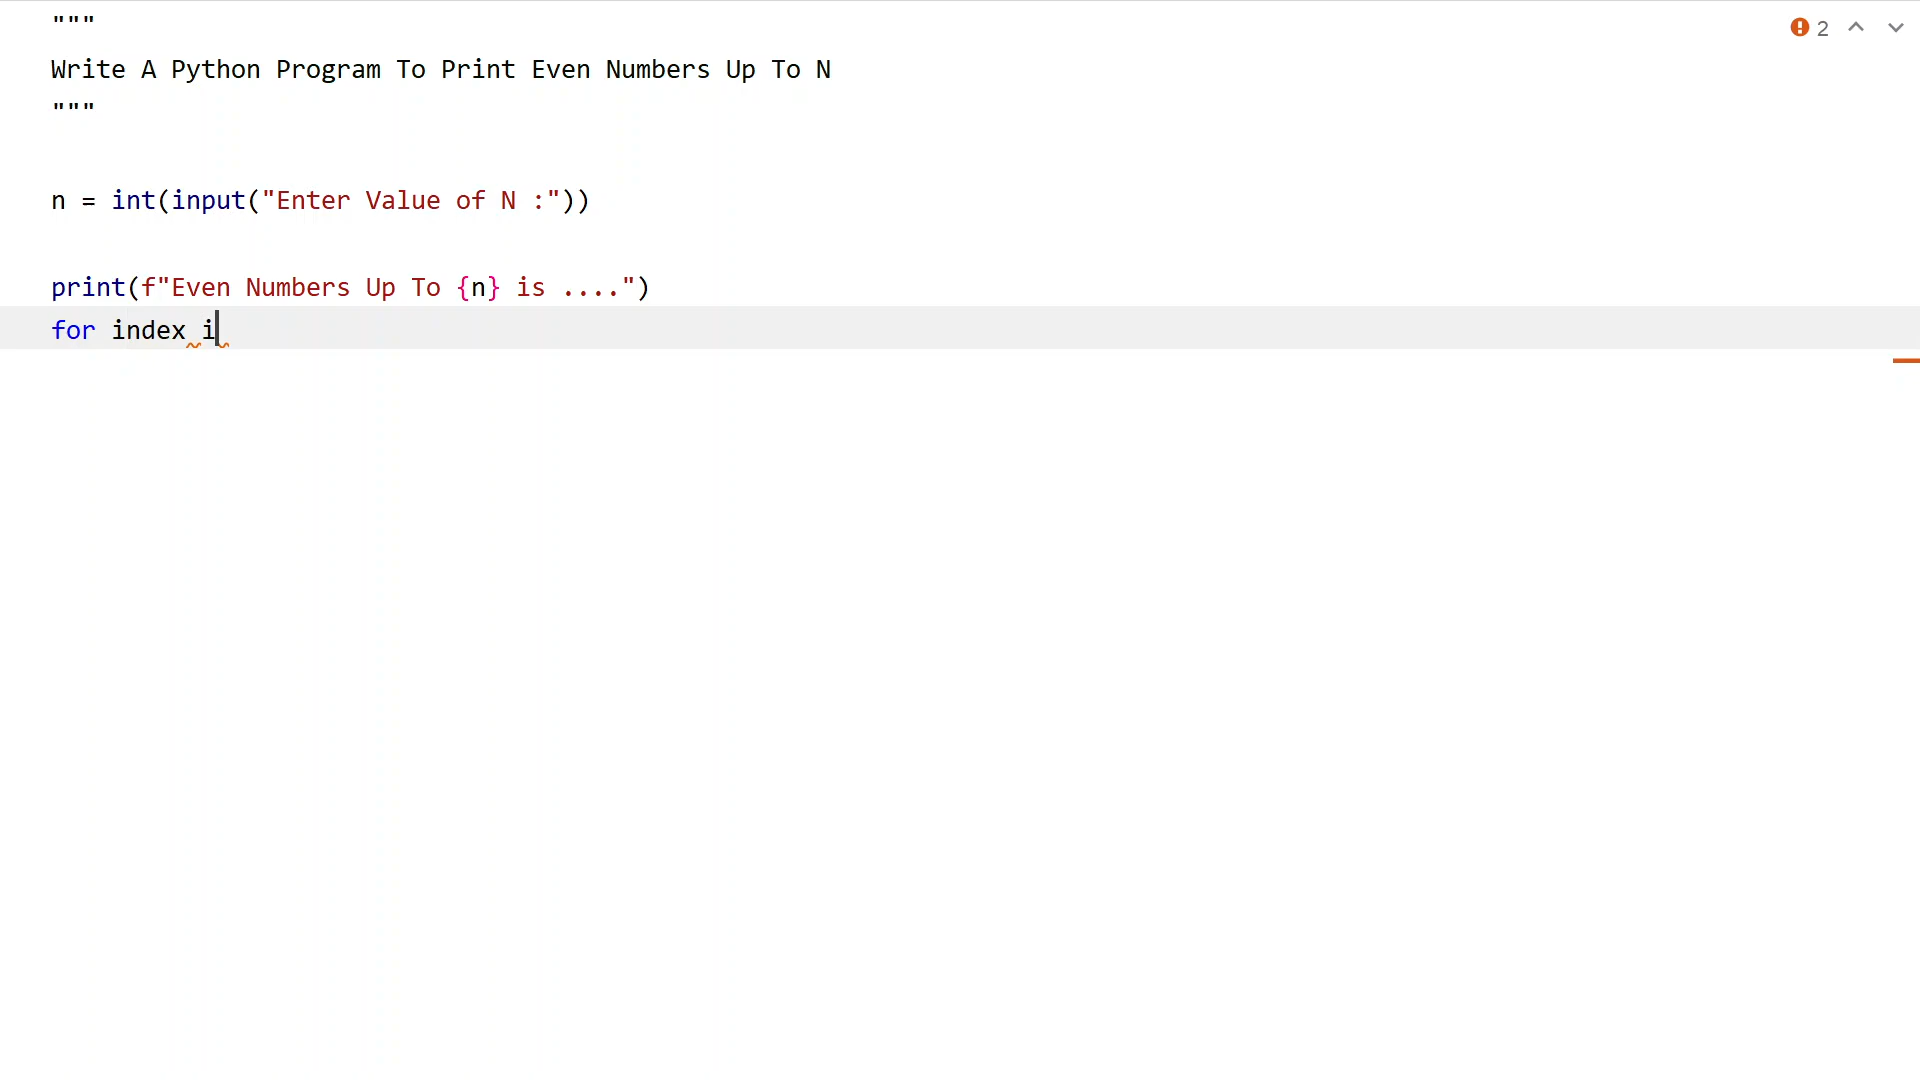 """
Write A Python Program To Print Even Numbers Up To N
"""
n = int(input("Enter Value of N :"))
print(f"Even Numbers Up To {n} is ....")
for index i
2